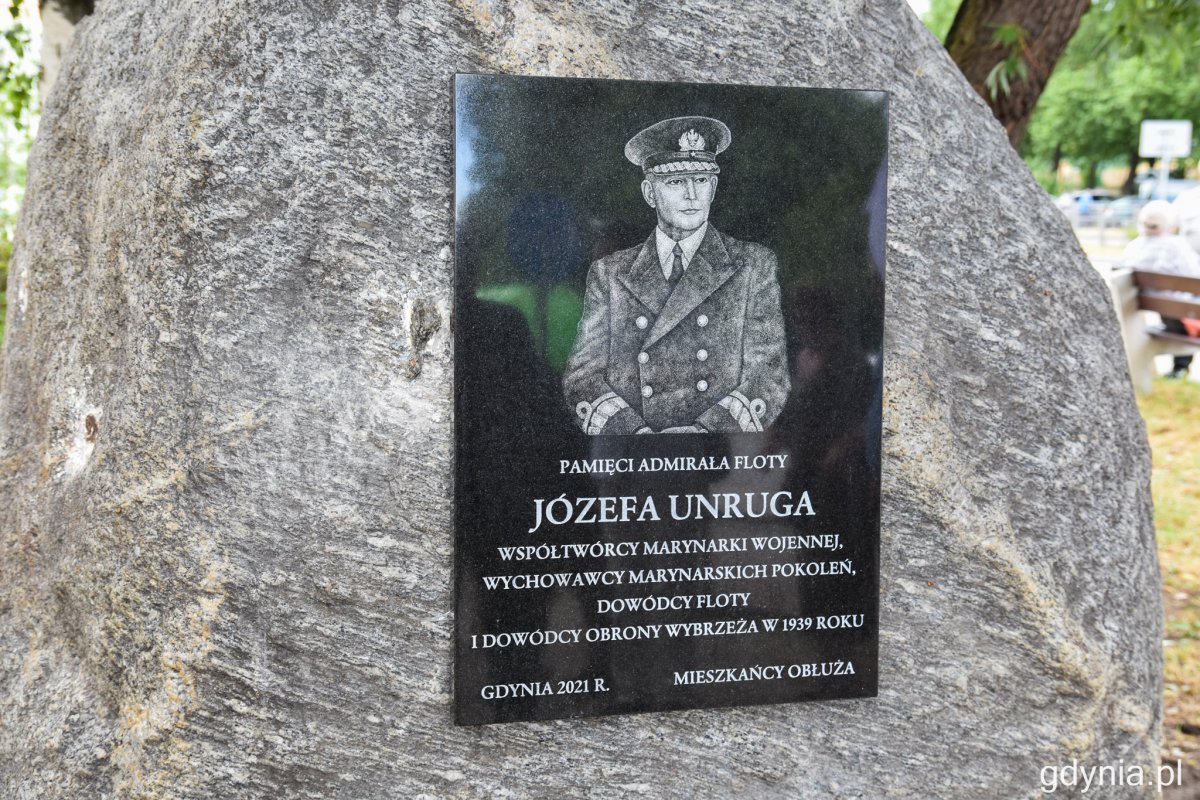 PAMIĘCI ADMIRAŁA FLOTY
JÓZEFA UNRUGA
WSPÓŁTWÓRCY MARYNARKI WOJENNEJ,
WYCHOWAWCY MARYNARSKICH POKOLEŃ,
DOWÓDCY FLOTY
I DOWÓDCY OBRONY WYBRZEŻA W 1939 ROKU
GDYNIA 2021 R. MIESZKAŃCY OBŁUŻA
gdynia.pl